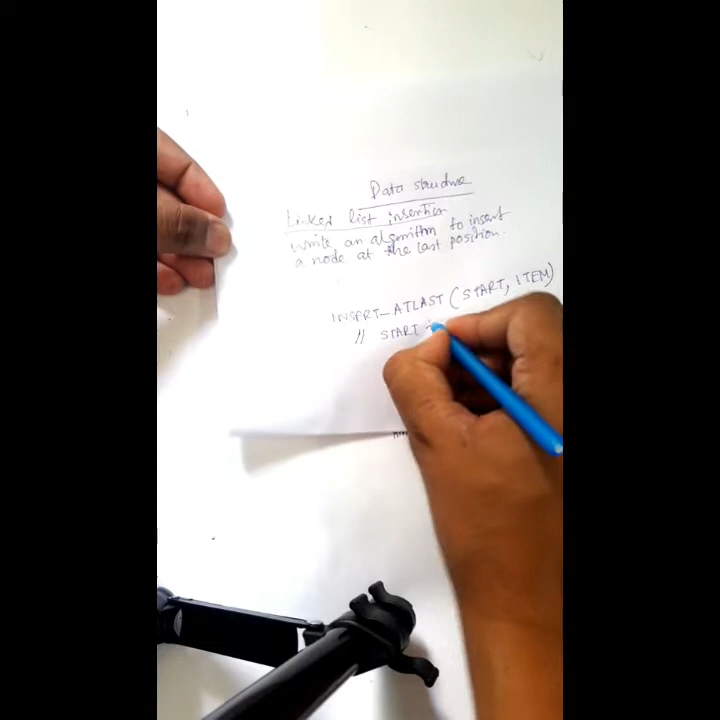 Data structure
Linked list insertion
write an algorithm to insert
a node at the last position.
INSERT_ATLAST (START, ITEM)
// START